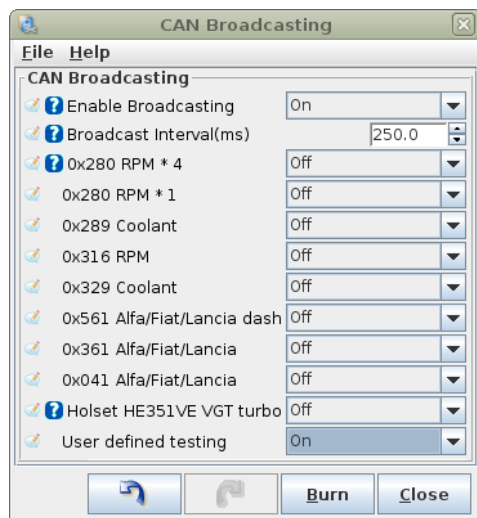 CAN Broadcasting
File Help
CAN Broadcasting
Enable Broadcasting On
Broadcast Interval(ms) 250.0
0x280 RPM * 4 Off
0x280 RPM * 1 Off
0x289 Coolant Off
0x316 RPM Off
0x329 Coolant Off
0x561 Alfa/Fiat/Lancia dash Off
0x361 Alfa/Fiat/Lancia Off
0x041 Alfa/Fiat/Lancia Off
Holset HE351VE VGT turbo Off
User defined testing On
Burn Close